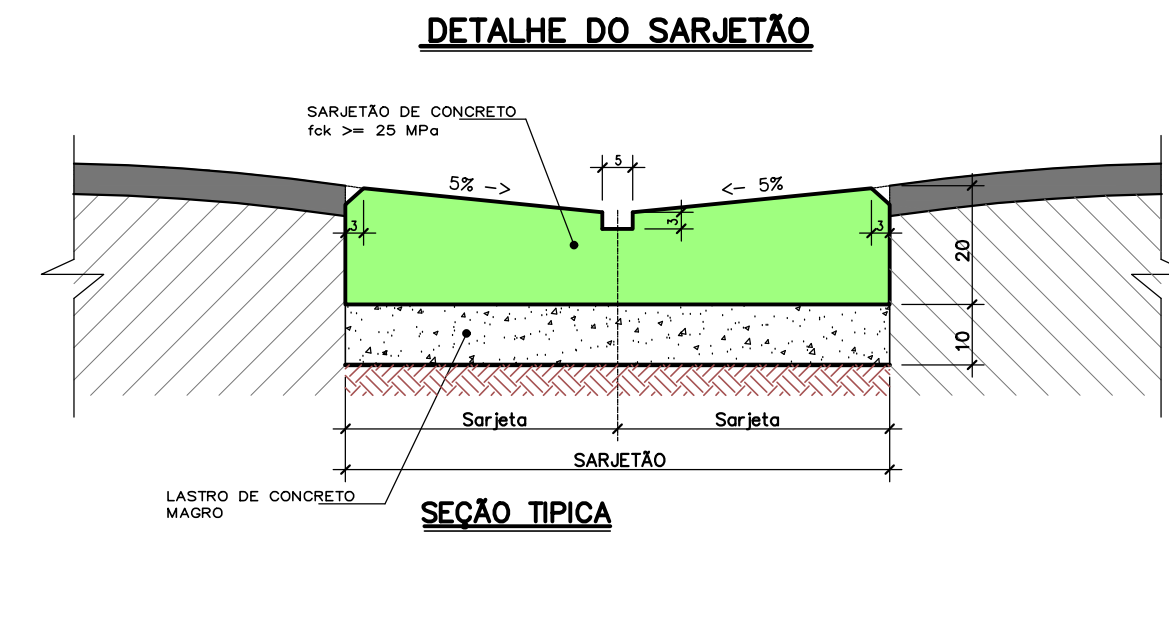 DETALHE DO SARJETÃO
SARJETÃO DE CONCRETO
fck >= 25 MPa
5
5% ->
<- 5%
3
3
3
20
10
Sarjeta
Sarjeta
SARJETÃO
LASTRO DE CONCRETO
MAGRO
SEÇÃO TIPICA